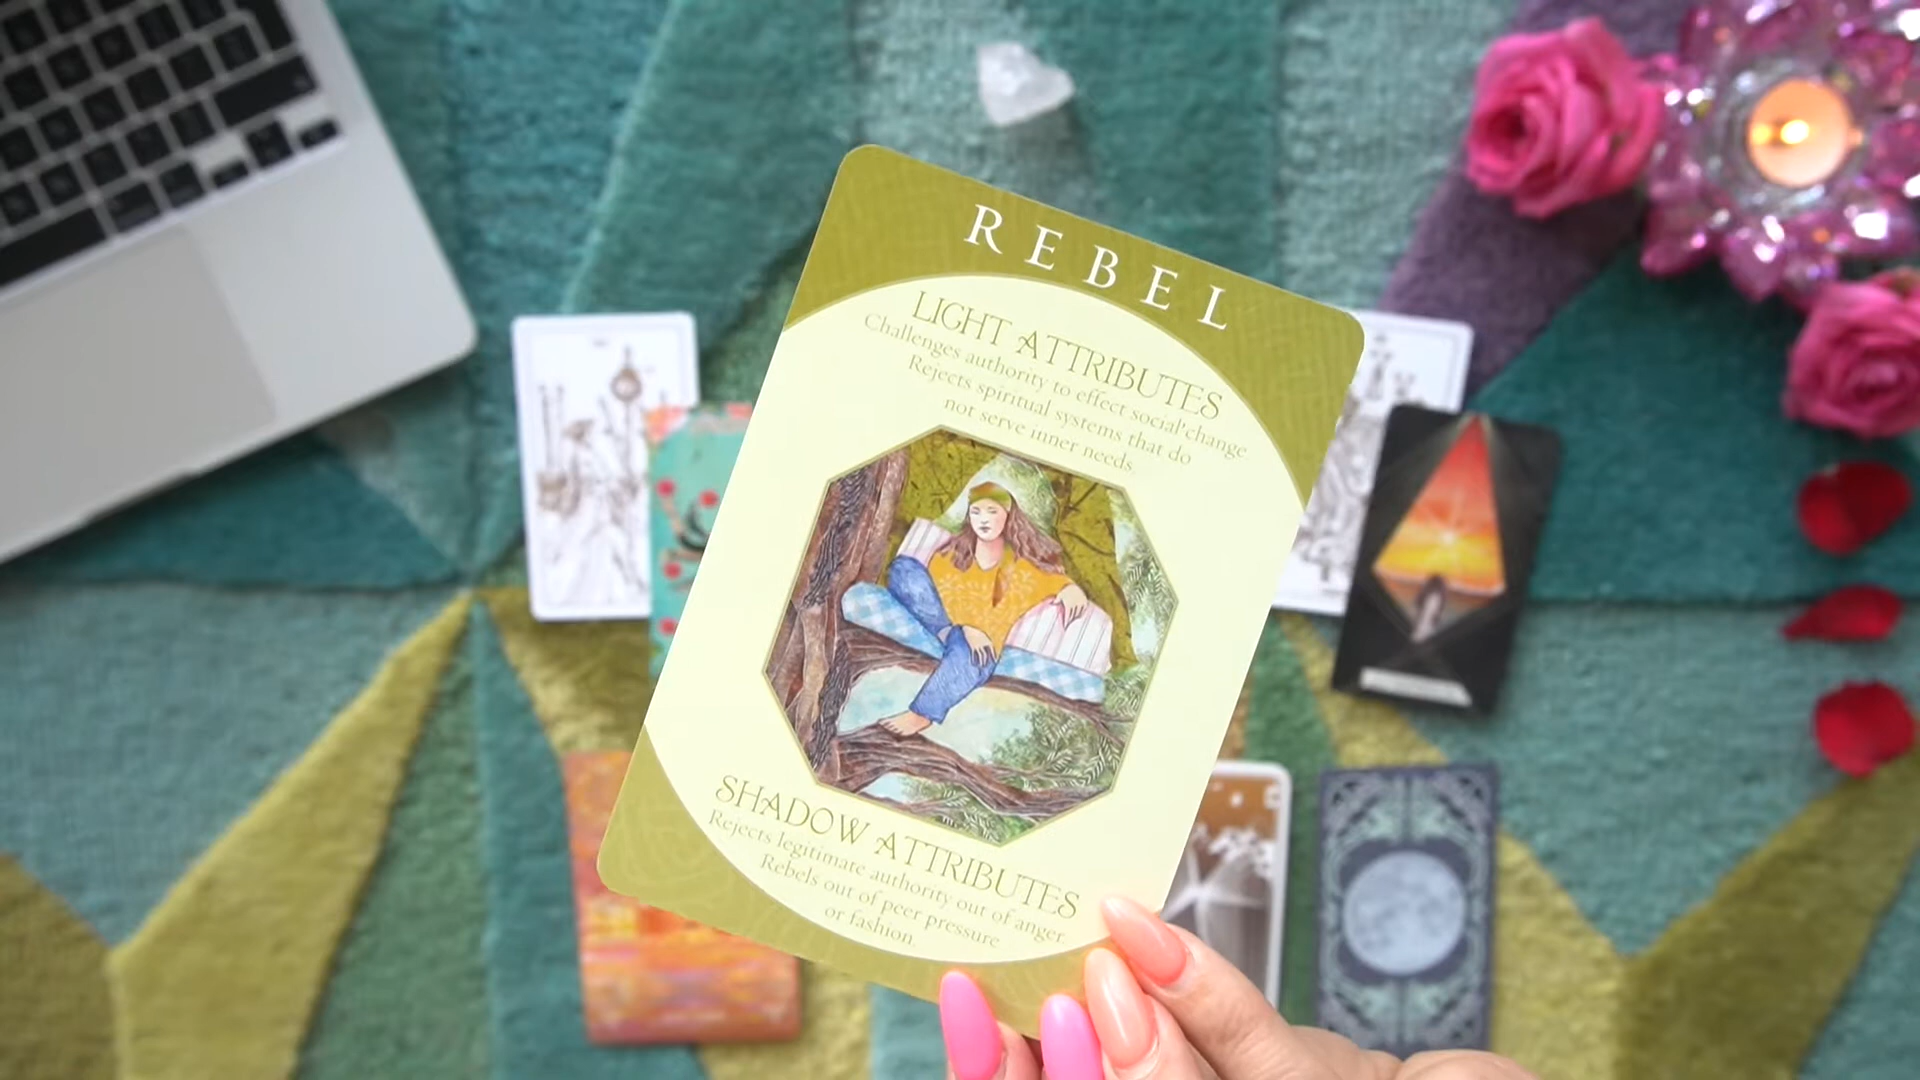 REBEL
LIGHT ATTRIBUTES
Challenges authority to effect social change
Rejects spiritual systems that do
not serve inner needs.
SHADOW ATTRIBUTES
Rejects legitimate authority out of anger.
Rebels out of peer pressure
or fashion.